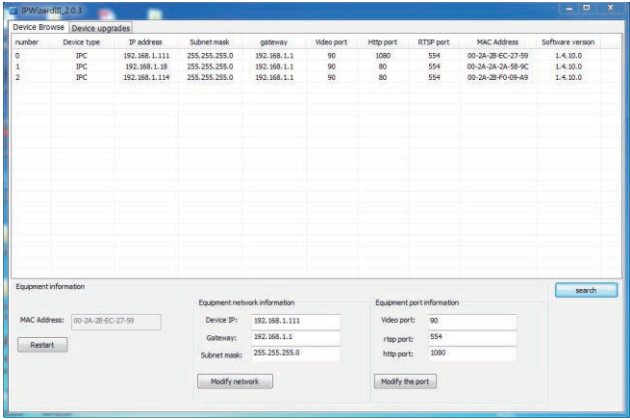 IPWizardIII_2.0.3
Device Browse Device upgrades
number Device type IP address Subnet mask gateway Video port Http port RTSP port MAC Address Software version
0 IPC 192.168.1.111 255.255.255.0 192.168.1.1 90 1080 554 00-2A-2B-EC-27-59 1.4.10.0
1 IPC 192.168.1.18 255.255.255.0 192.168.1.1 90 80 554 00-2A-2A-2A-58-9C 1.4.10.0
2 IPC 192.168.1.114 255.255.255.0 192.168.1.1 90 80 554 00-2A-2B-F0-09-A9 1.4.10.0
Equipment information
search
Equipment network information Equipment port information
MAC Address: 00-2A-2B-EC-27-59 Device IP: 192.168.1.111 Video port: 90
Restart Gateway: 192.168.1.1 rtsp port: 554
Subnet mask: 255.255.255.0 http port: 1080
Modify network Modify the port